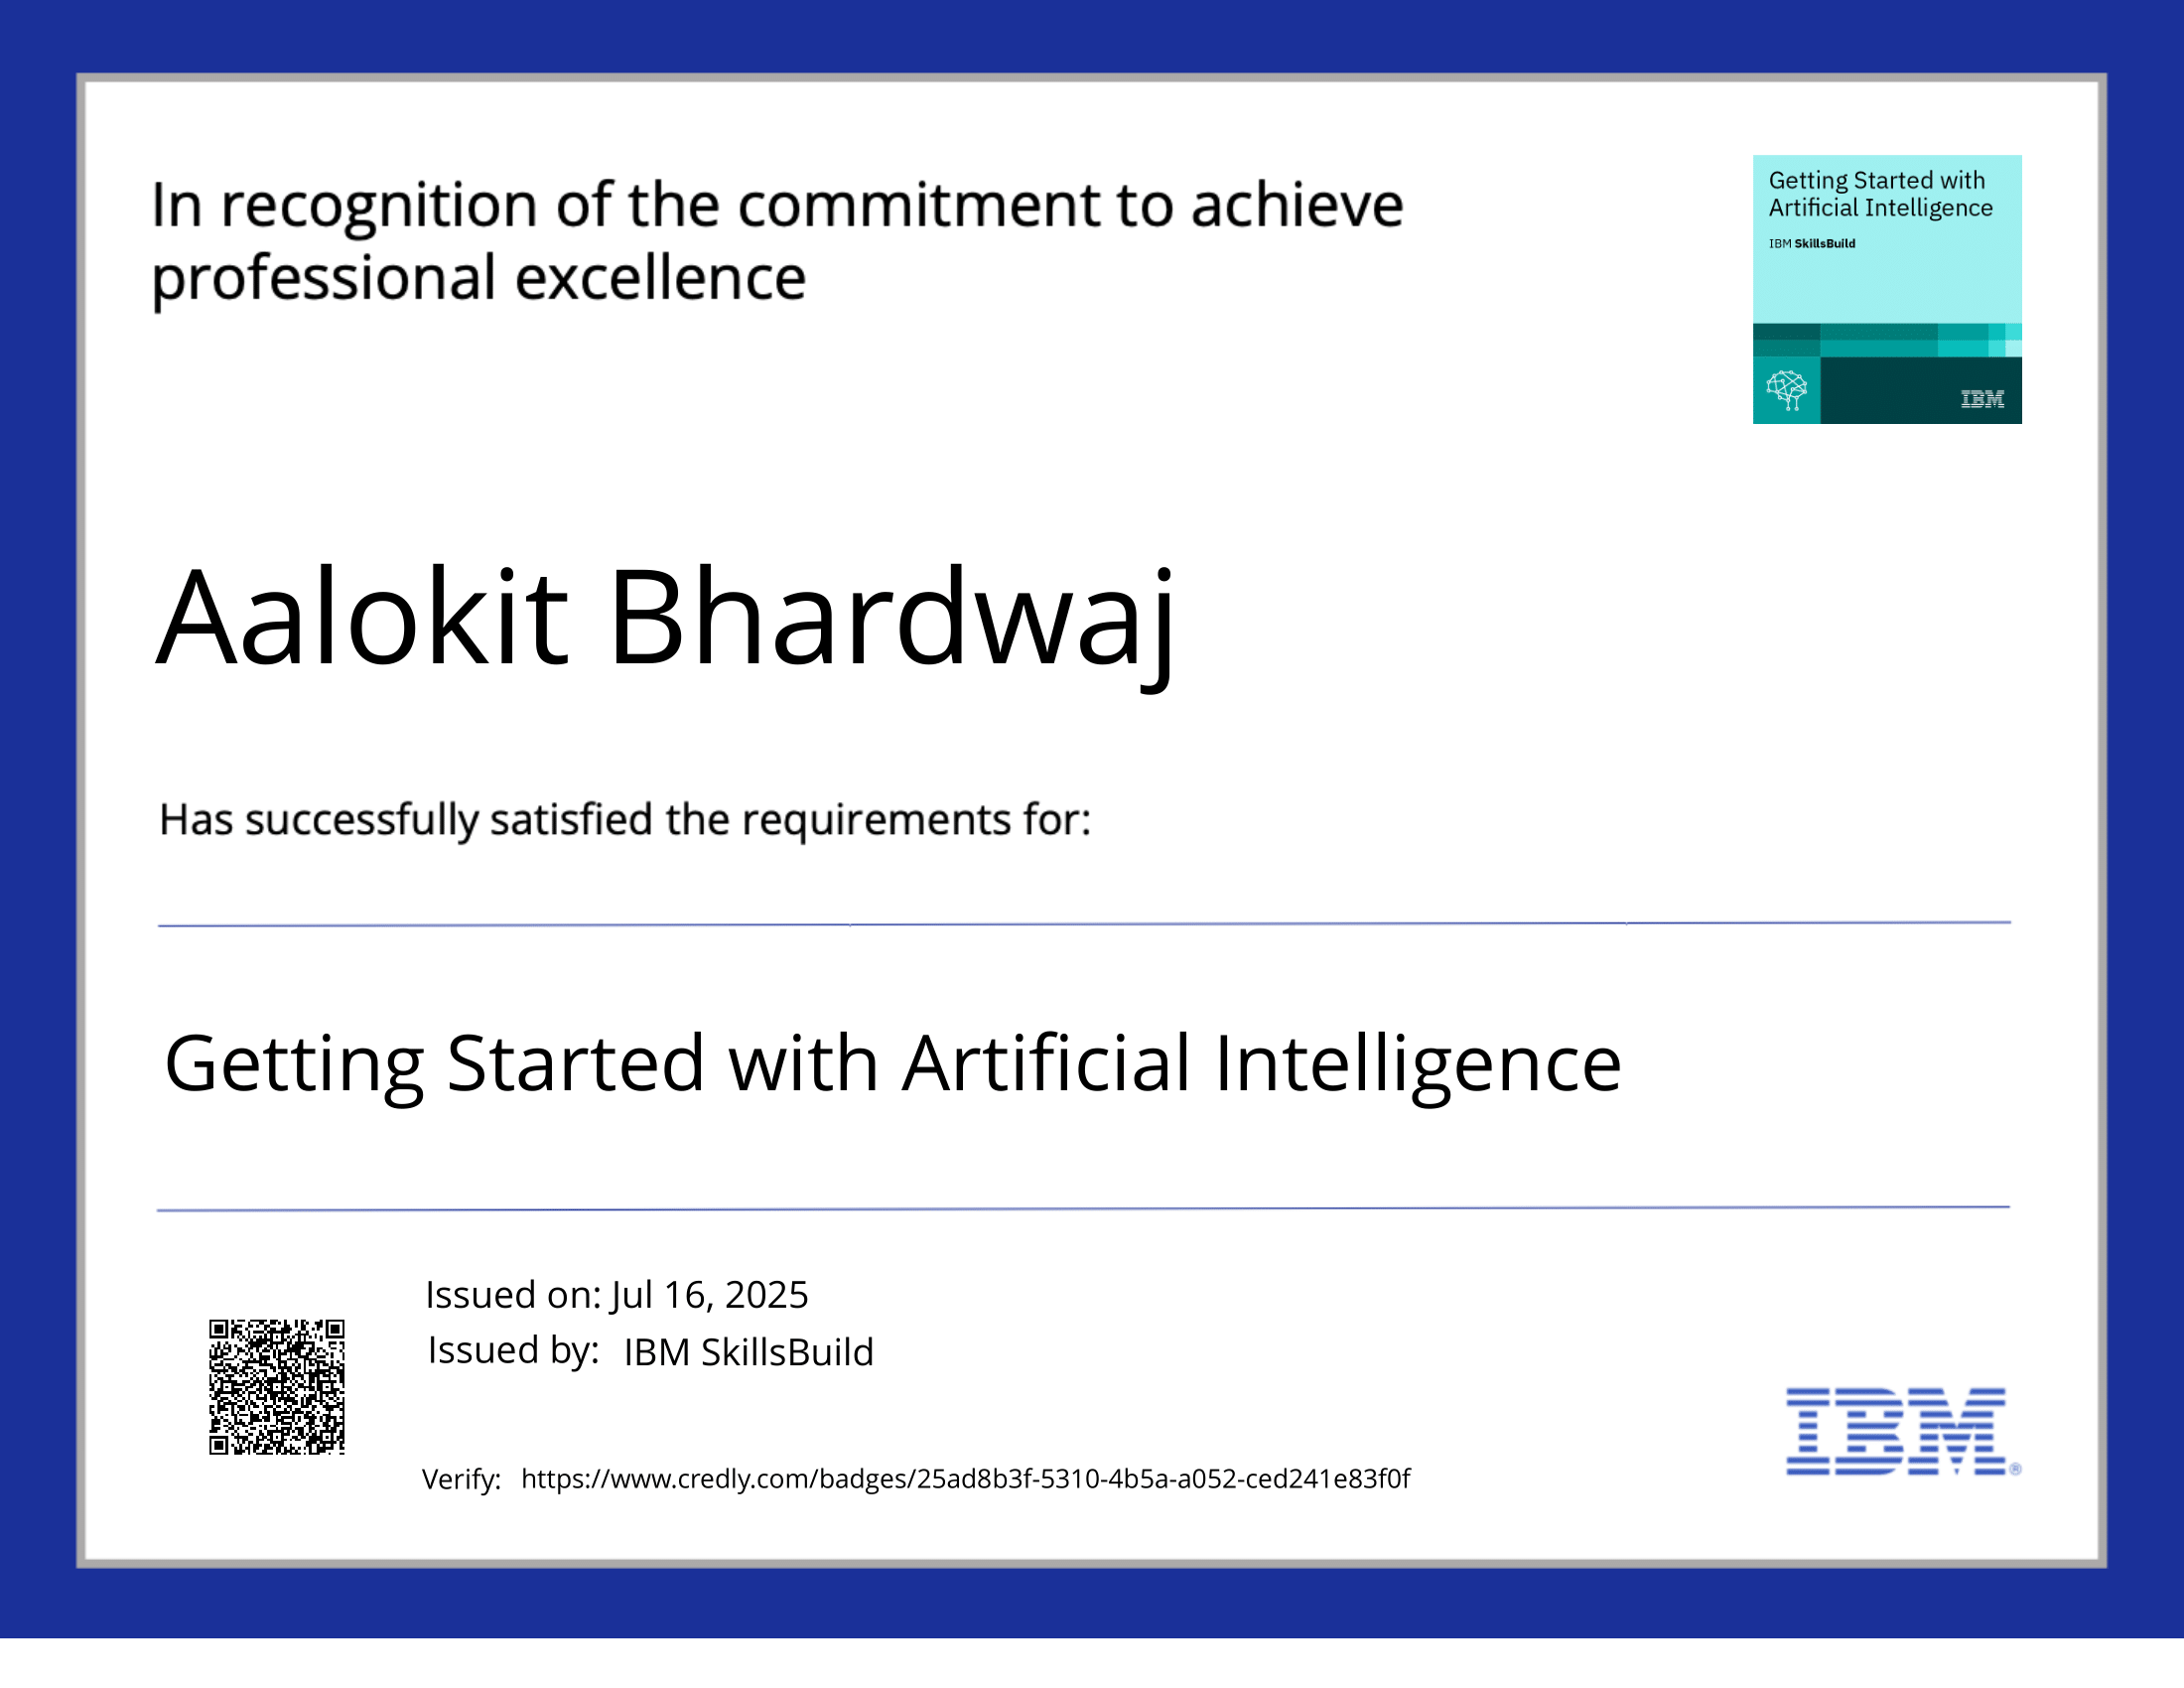 In recognition of the commitment to achieve
professional excellence
Getting Started with
Artificial Intelligence
IBM SkillsBuild
IBM
Aalokit Bhardwaj
Has successfully satisfied the requirements for:
Getting Started with Artificial Intelligence
Issued on: Jul 16, 2025
Issued by: IBM SkillsBuild
Verify: https://www.credly.com/badges/25ad8b3f-5310-4b5a-a052-ced241e83f0f
IBM®